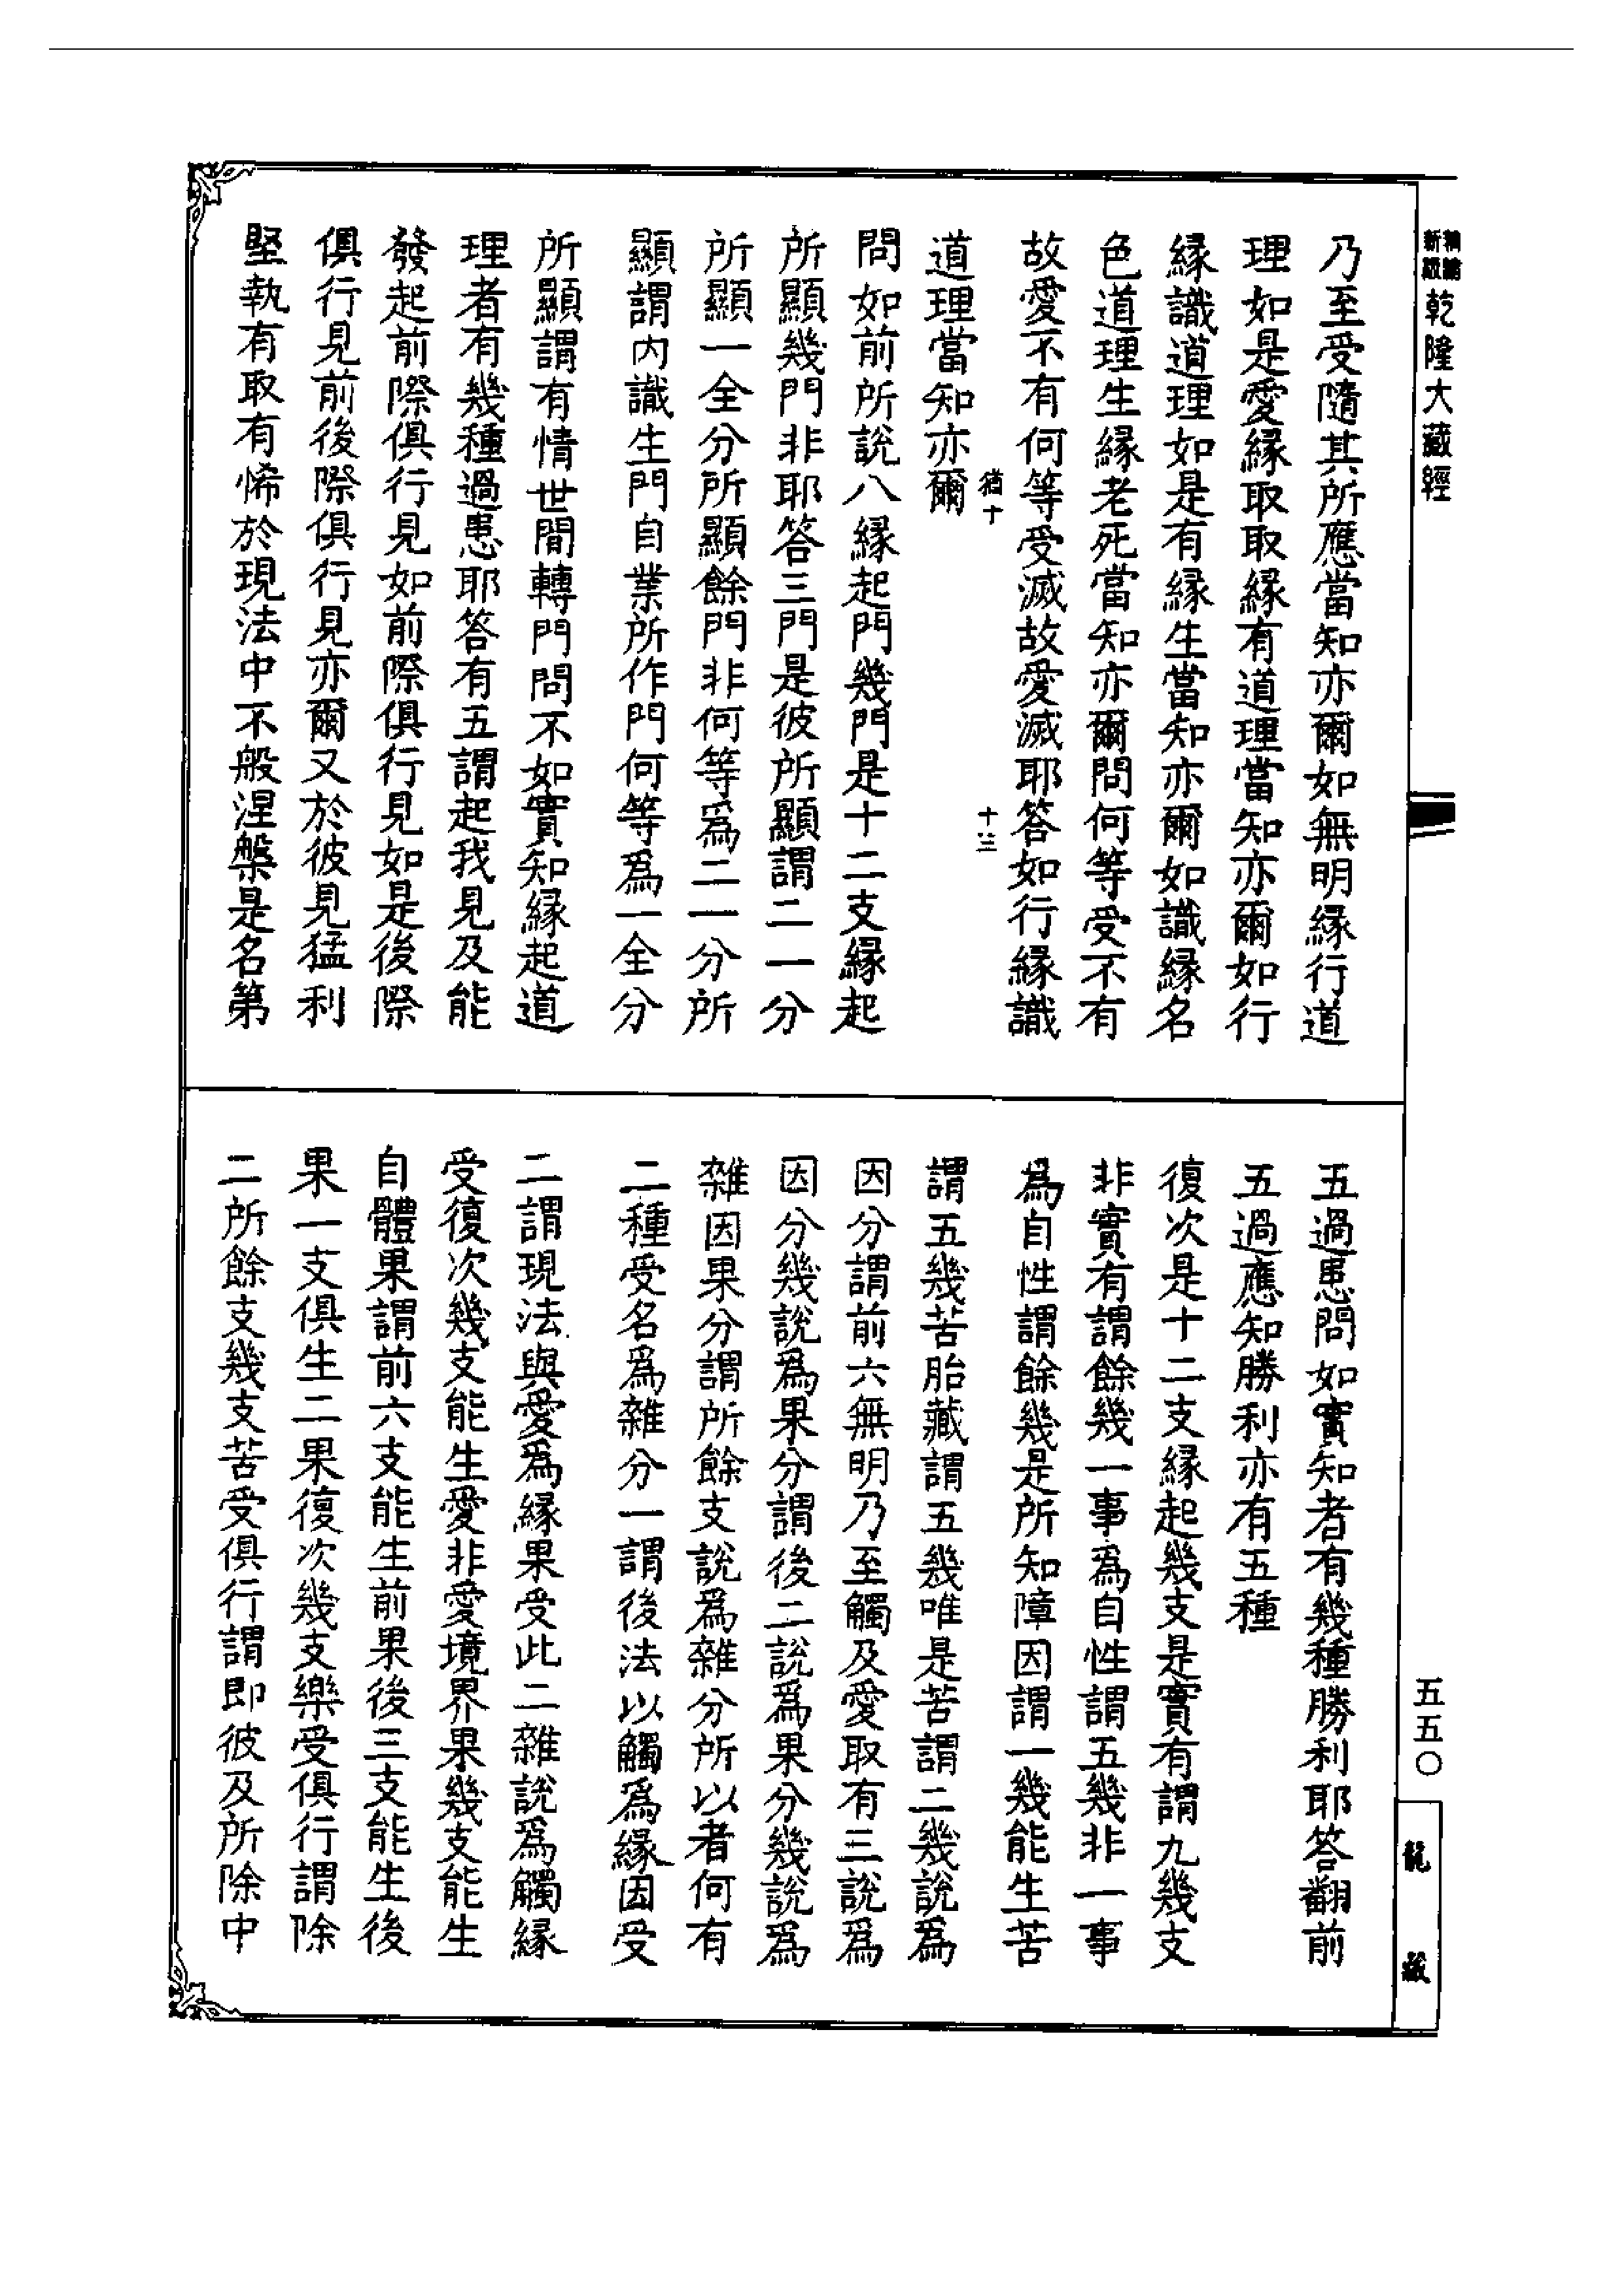 精謭新鐫乾隆大藏經
乃至受隨其所應當知亦爾如無明緣行道
理如是愛緣取取緣有道理當知亦爾如行
緣識道理如是有緣生當知亦爾如識緣名
色道理生緣老死當知亦爾問何等受不有
故愛不有何等受滅故愛滅耶答如行緣識
猶十
十三
道理當知亦爾
問如前所說八緣起門幾門是十二支緣起
所顯幾門非耶答三門是彼所顯謂二一分
所顯一全分所顯餘門非何等爲二一分所
顯謂內識生門自業所作門何等爲一全分
所顯謂有情世間轉門問不如實知緣起道
理者有幾種過患耶答有五謂起我見及能
發起前際俱行見如前際俱行見如是後際
俱行見前後際俱行見亦爾又於彼見猛利
堅執有取有悕於現法中不般涅槃是名第
五過患問如實知者有幾種勝利耶答翻前
五過應知勝利亦有五種
復次是十二支緣起幾支是實有謂九幾支
非實有謂餘幾一事爲自性謂五幾非一事
爲自性謂餘幾是所知障因謂一幾能生苦
謂五幾苦胎藏謂五幾唯是苦謂二幾說爲
因分謂前六無明乃至觸及愛取有三說爲
因分幾說爲果分謂後二說爲果分幾說爲
雜因果分謂所餘支說爲雜分所以者何有
二種受名爲雜分一謂後法以觸爲緣因受
二謂現法與愛爲緣果受此二雜說爲觸緣
受復次幾支能生愛非愛境界果幾支能生
自體果謂前六支能生前果後三支能生後
果一支俱生二果復次幾支樂受俱行謂除
二所餘支幾支苦受俱行謂即彼及所除中
五五〇
龍藏